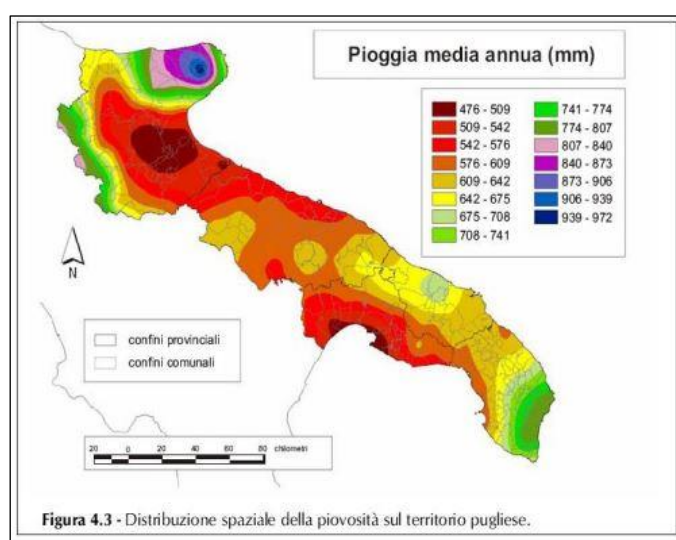 Pioggia media annua (mm)
476 - 509
509 - 542
542 - 576
576 - 609
609 - 642
642 - 675
675 - 708
708 - 741
741 - 774
774 - 807
807 - 840
840 - 873
873 - 906
906 - 939
939 - 972
N
confini provinciali
confini comunali
20 0 20 40 60 80 chilometri
Figura 4.3 - Distribuzione spaziale della piovosità sul territorio pugliese.